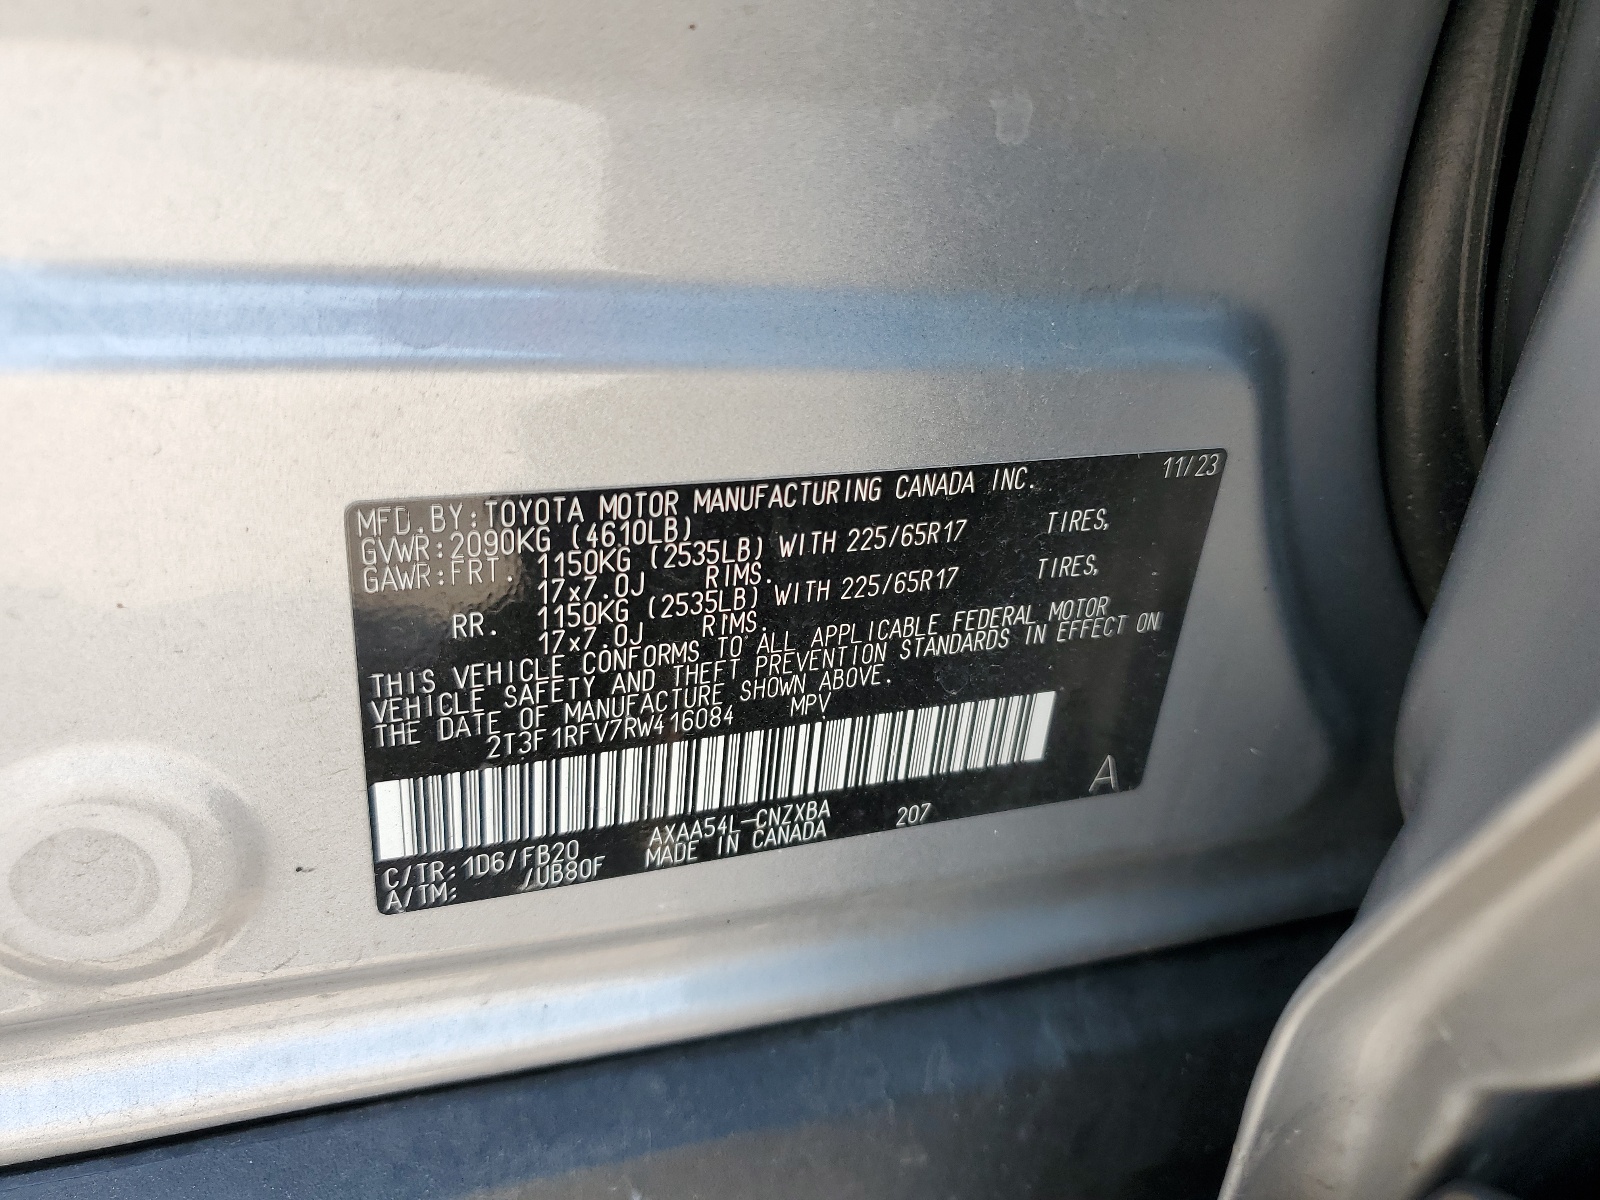 11/23
MFD.BY:TOYOTA MOTOR MANUFACTURING CANADA INC.
GVWR:2090KG (4610LB)
GAWR:FRT. 1150KG (2535LB) WITH 225/65R17 TIRES,
17x7.0J RIMS.
RR. 1150KG (2535LB) WITH 225/65R17 TIRES,
17x7.0J RIMS.
THIS VEHICLE CONFORMS TO ALL APPLICABLE FEDERAL MOTOR
VEHICLE SAFETY AND THEFT PREVENTION STANDARDS IN EFFECT ON
THE DATE OF MANUFACTURE SHOWN ABOVE.
2T3F1RFV7RW416084 MPV
A
AXAA54L-CNZXBA 207
C/TR:1D6/FB20 MADE IN CANADA
A/TM: /UB80F